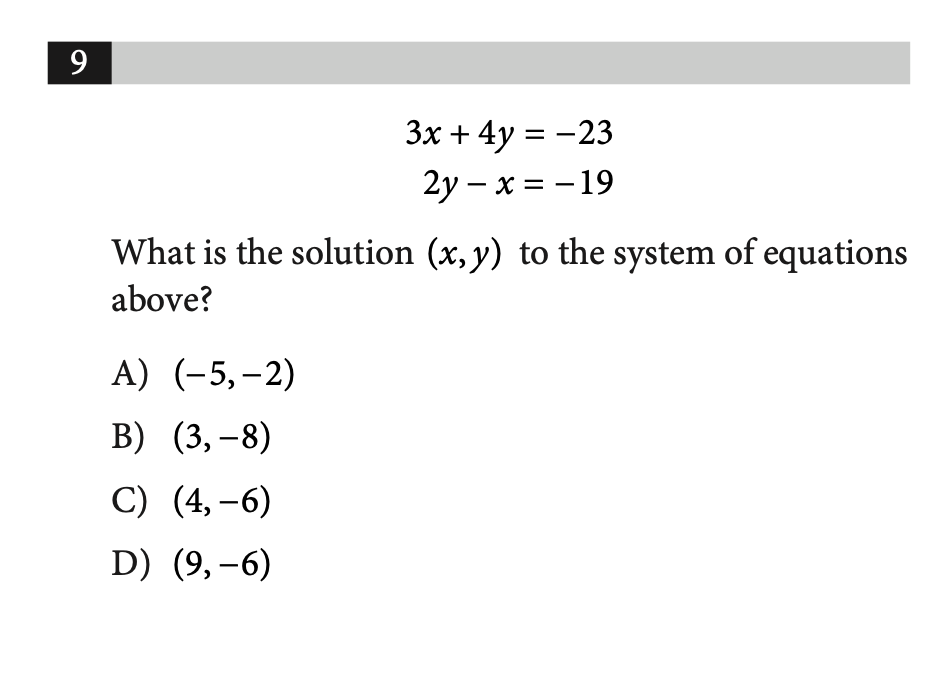 9
3x + 4y = −23
2y − x = −19
What is the solution (x, y) to the system of equations
above?
A) (−5, −2)
B) (3, −8)
C) (4, −6)
D) (9, −6)